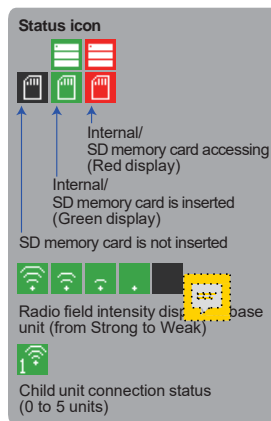 Status icon
Internal/
SD memory card accessing
(Red display)
Internal/
SD memory card is inserted
(Green display)
SD memory card is not inserted
Radio field intensity base
unit (from Strong to Weak)
1
Child unit connection status
(0 to 5 units)